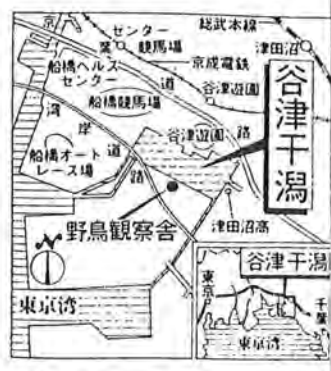 京
葉
道
路
センター
競馬場
総武本線
津田沼
京成電鉄
船橋ヘルス
センター
船橋競馬場
谷津遊園
谷津遊園
谷津干潟
湾
岸
道
路
船橋オート
レース場
野鳥観察舎
津田沼高
東京湾
谷津干潟
東京
千葉
東京湾